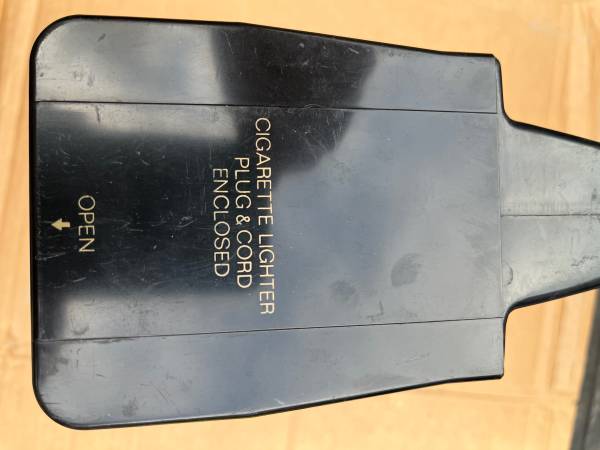 CIGARETTE LIGHTER
PLUG & CORD
ENCLOSED
OPEN